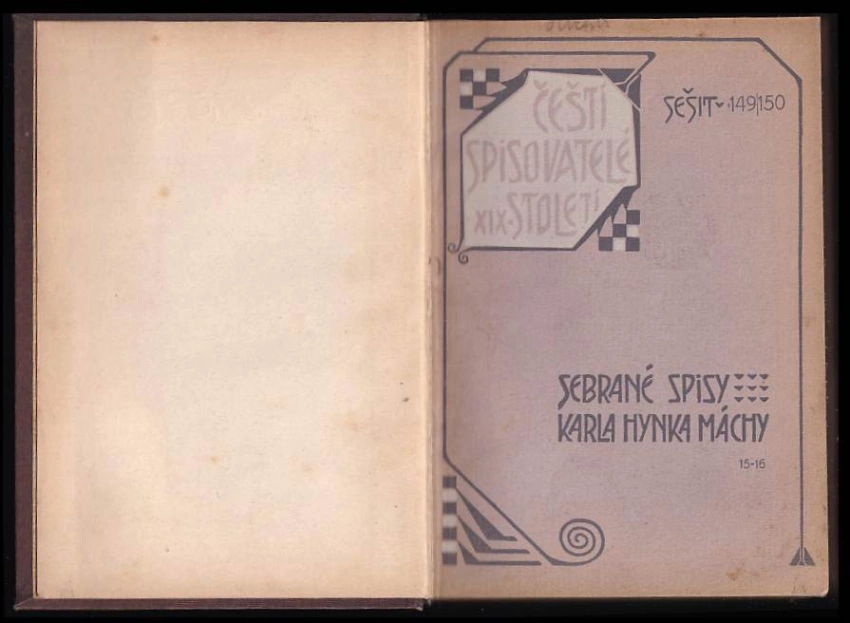 ČEŠTÍ
SPISOVATELÉ
XIX·STOLETÍ
SEŠIT 149/150
SEBRANÉ SPISY
KARLA HYNKA MÁCHY
15-16